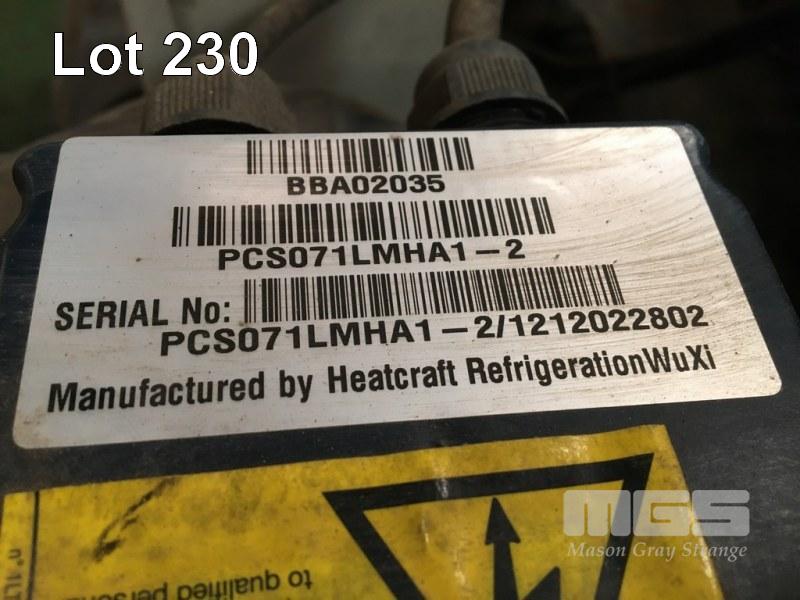 Lot 230
BBA02035
PCS071LMHA1-2
SERIAL No:
PCS071LMHA1-2/1212022802
Manufactured by Heatcraft RefrigerationWuXi
MGS
Mason Gray Strange
to qualified